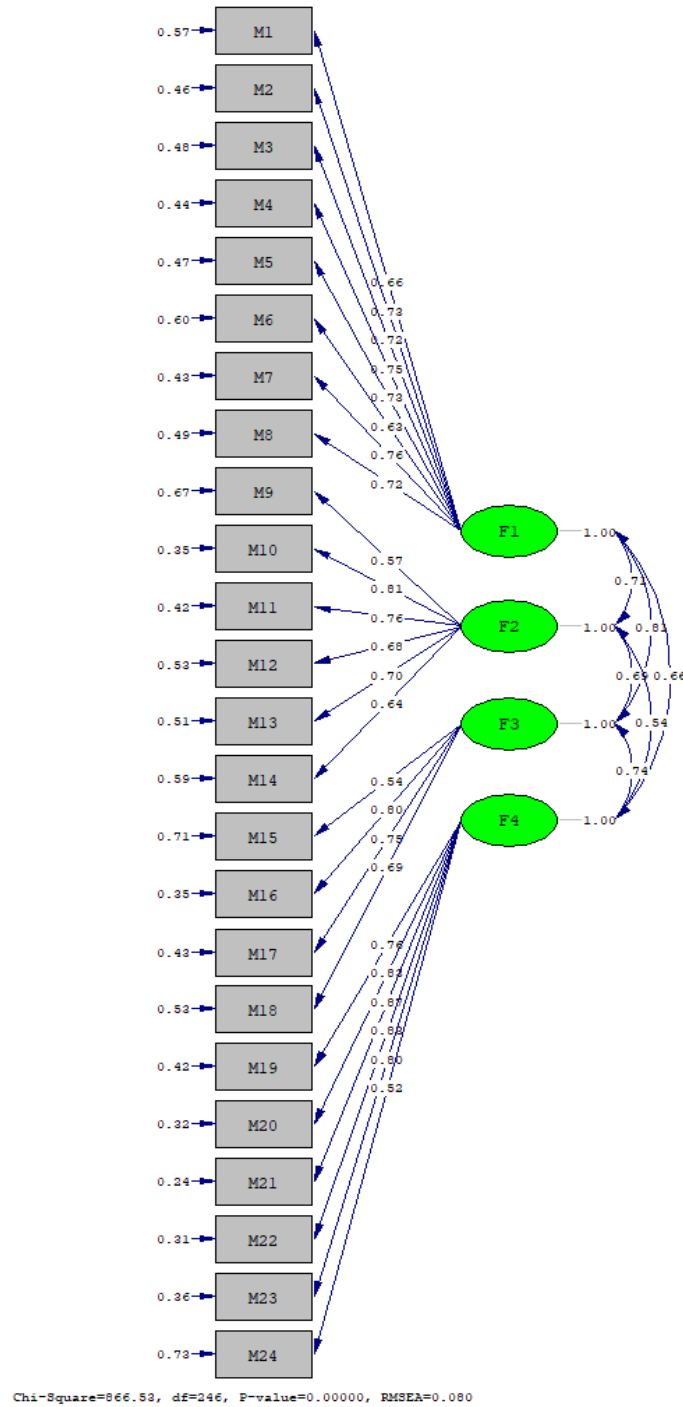 0.57 M1
0.46 M2
0.48 M3
0.44 M4
0.47 M5
0.66
0.60 M6
0.73
0.72
0.75
0.43 M7
0.73
0.63
0.49 M8
0.76
0.72
0.67 M9
F1 1.00
0.35 M10
0.57
0.71
0.81
0.42 M11
0.76
F2 1.00
0.81
0.53 M12
0.68
0.69 0.66
0.70
0.64
0.51 M13
F3 1.00 0.54
0.59 M14
0.74
0.54
0.80
F4 1.00
0.71 M15
0.75
0.69
0.35 M16
0.43 M17
0.76
0.83
0.53 M18
0.87
0.83
0.42 M19
0.80
0.52
0.32 M20
0.24 M21
0.31 M22
0.36 M23
0.73 M24
Chi-Square=866.53, df=246, P-value=0.00000, RMSEA=0.080